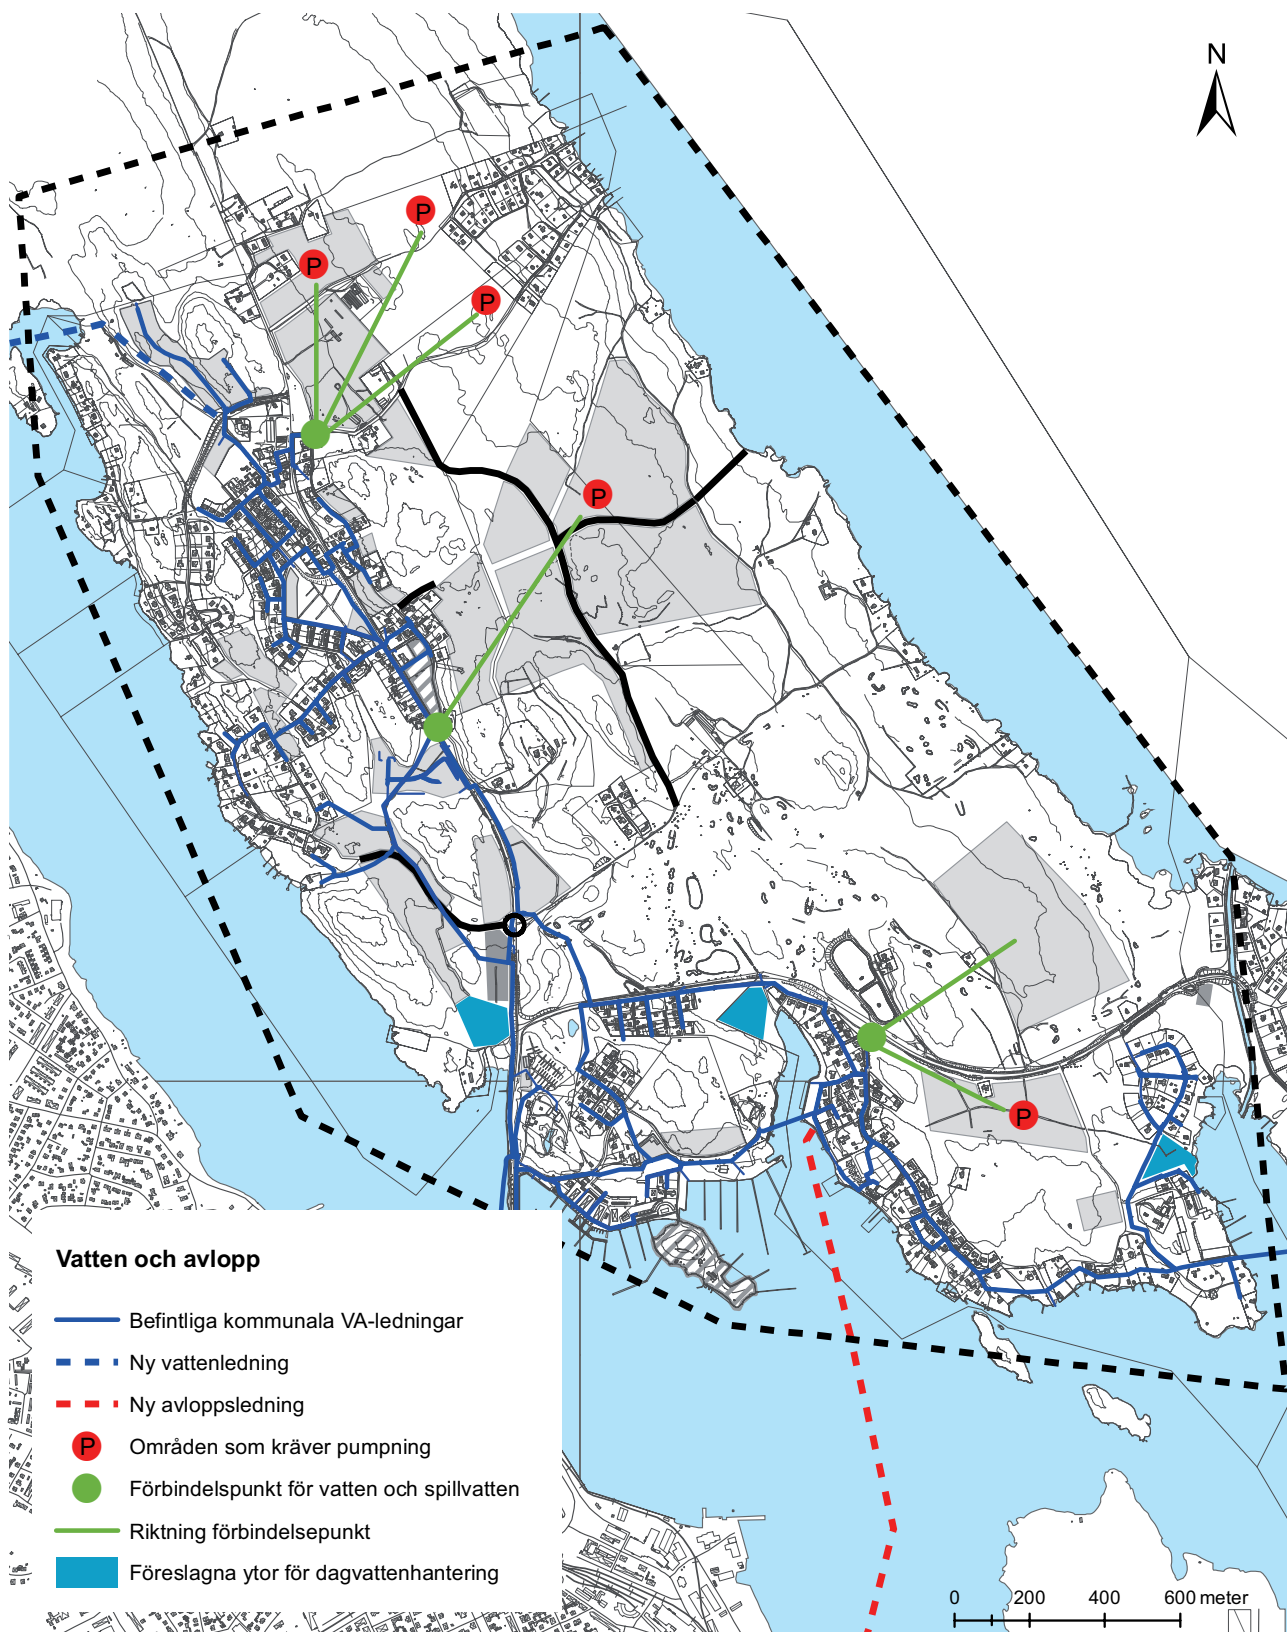 N
P
P
P
P
P
Vatten och avlopp
Befintliga kommunala VA-ledningar
Ny vattenledning
Ny avloppsledning
P Områden som kräver pumpning
Förbindelspunkt för vatten och spillvatten
Riktning förbindelsepunkt
Föreslagna ytor för dagvattenhantering
0 200 400 600 meter